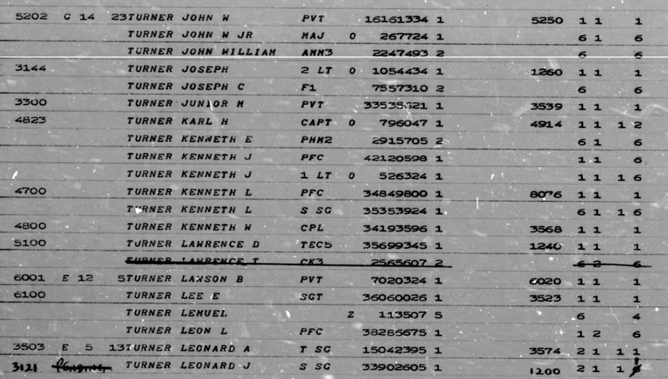 5202 G 14 23TURNER JOHN W PVT 16161334 1 5250 1 1 1
TURNER JOHN W JR MAJ O 267724 1 6 1 6
TURNER JOHN WILLIAM AMM3 2247493 2 6 6
3144 TURNER JOSEPH 2 LT O 1054434 1 1260 1 1 1
TURNER JOSEPH C F1 7557310 2 6 6
3300 TURNER JUNIOR M PVT 33535321 1 3539 1 1 1
4823 TURNER KARL H CAPT O 796047 1 4914 1 1 1 2
TURNER KENNETH E PHM2 2915705 2 6 1 6
TURNER KENNETH J PFC 42120598 1 1 1 6
TURNER KENNETH J 1 LT O 526324 1 1 1 1 6
4700 TURNER KENNETH L PFC 34849800 1 8076 1 1 1
TURNER KENNETH L S SG 35353924 1 6 1 1 6
4800 TURNER KENNETH W CPL 34193596 1 3568 1 1 1
5100 TURNER LAWRENCE D TEC5 35699345 1 1240 1 1 1
TURNER LAWRENCE T CK3 2565607 2 6 2 6
6001 E 12 5TURNER LAWSON B PVT 7020324 1 6020 1 1 1
6100 TURNER LEE E SGT 36060026 1 3523 1 1 1
TURNER LEMUEL Z 113507 5 6 4
TURNER LEON L PFC 38286675 1 1 2 6
3503 E 5 13TURNER LEONARD A T SG 15042395 1 3574 2 1 1 1
3121 TURNER LEONARD J S SG 33902605 1 1200 2 1 1